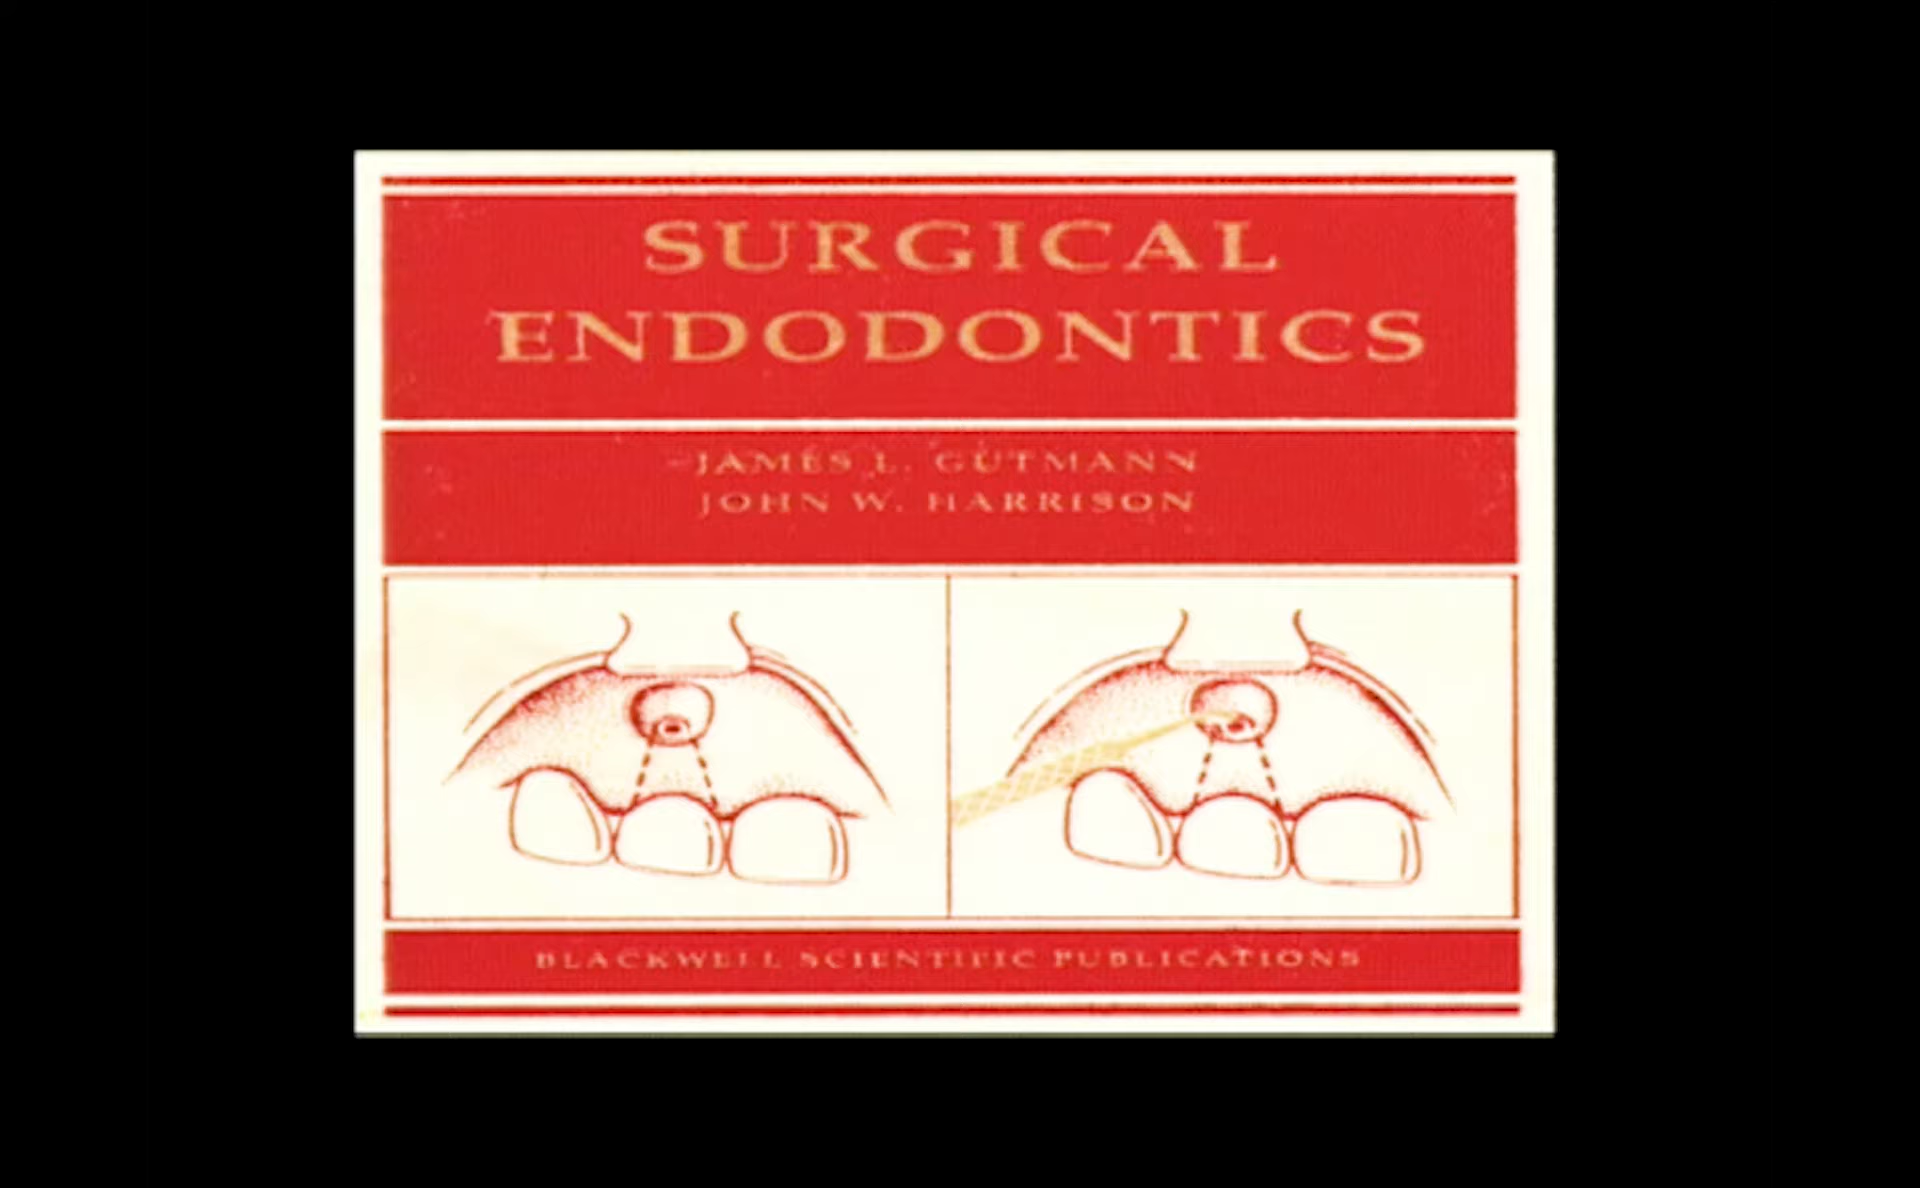 SURGICAL
ENDODONTICS
JAMES L. GUTMANN
JOHN W. HARRISON
BLACKWELL SCIENTIFIC PUBLICATIONS